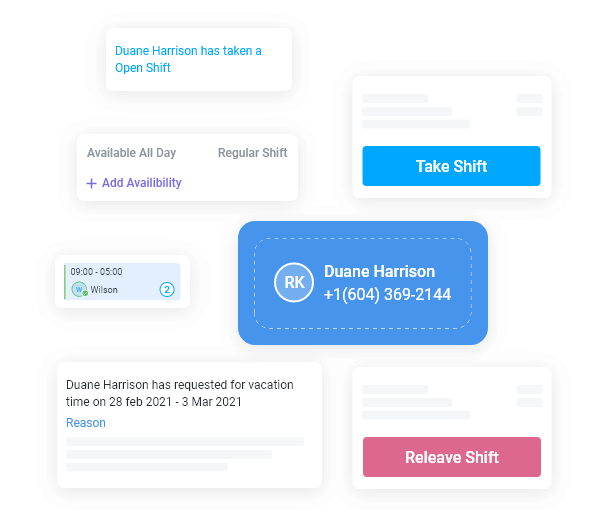 Duane Harrison has taken a
Open Shift
Take Shift
Available All Day
Regular Shift
+ Add Availibility
09:00 - 05:00
W
Wilson
2
RK
Duane Harrison
+1(604) 369-2144
Duane Harrison has requested for vacation
time on 28 feb 2021 - 3 Mar 2021
Reason
Releave Shift